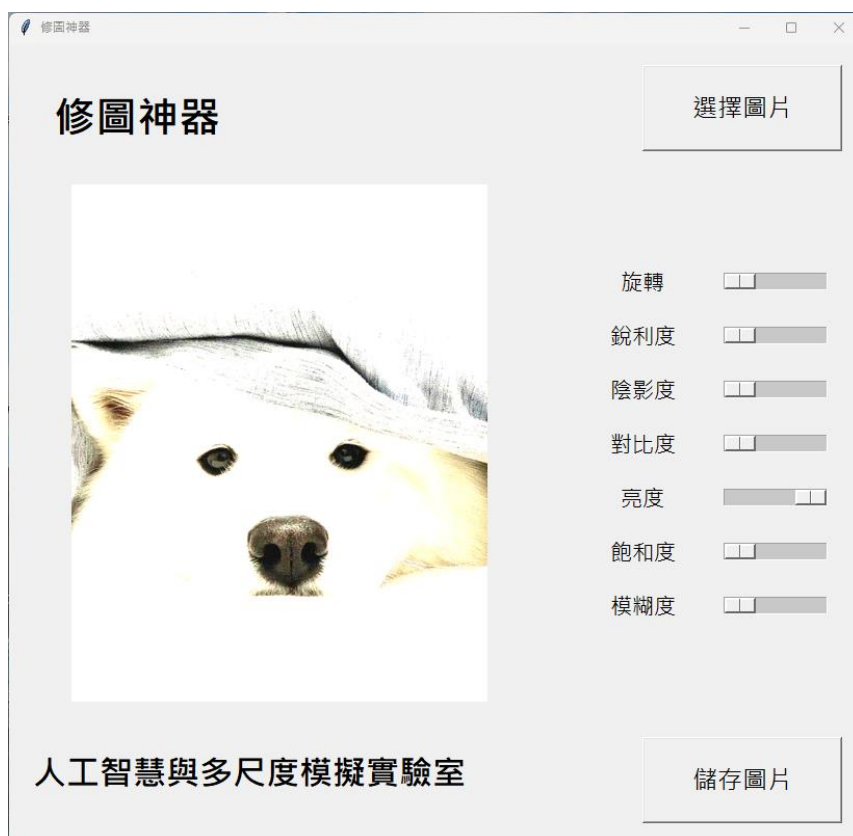 修圖神器
修圖神器
選擇圖片
旋轉
銳利度
陰影度
對比度
亮度
飽和度
模糊度
人工智慧與多尺度模擬實驗室
儲存圖片